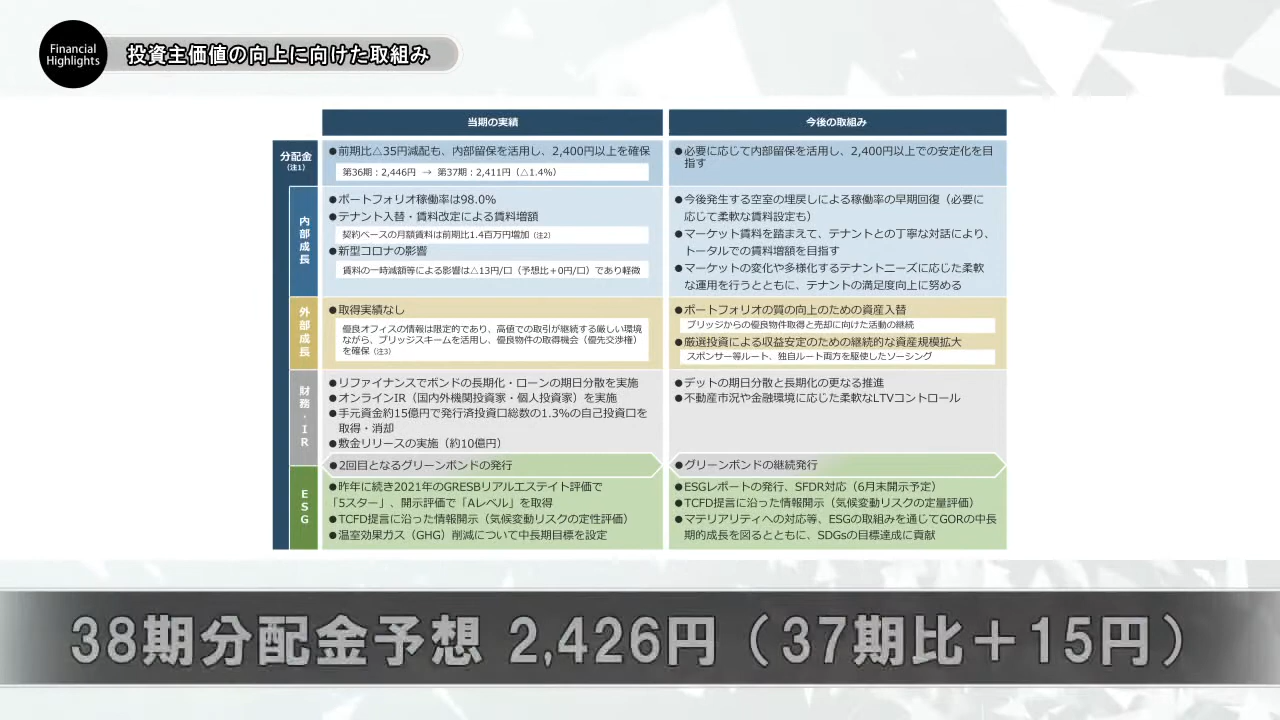 Financial
Highlights
投資主価値の向上に向けた取組み
当期の実績
今後の取組み
分配金
（注1）
●前期比△35円減配も、内部留保を活用し、2,400円以上を確保
第36期：2,446円 → 第37期：2,411円（△1.4%）
●必要に応じて内部留保を活用し、2,400円以上での安定化を目
指す
内部成長
●ポートフォリオ稼働率は98.0%
●テナント入替・賃料改定による賃料増額
契約ベースの月額賃料は前期比1.4百万円増加（注2）
●新型コロナの影響
賃料の一時減額等による影響は△13円/口（予想比＋0円/口）であり軽微
●今後発生する空室の埋戻しによる稼働率の早期回復（必要に
応じて柔軟な賃料設定も）
●マーケット賃料を踏まえて、テナントとの丁寧な対話により、
トータルでの賃料増額を目指す
●マーケットの変化や多様化するテナントニーズに応じた柔軟
な運用を行うとともに、テナントの満足度向上に努める
外部成長
●取得実績なし
優良オフィスの情報は限定的であり、高値での取引が継続する厳しい環境
ながら、ブリッジスキームを活用し、優良物件の取得機会（優先交渉権）
を確保（注3）
●ポートフォリオの質の向上のための資産入替
ブリッジからの優良物件取得と売却に向けた活動の継続
●厳選投資による収益安定のための継続的な資産規模拡大
スポンサー等ルート、独自ルート両方を駆使したソーシング
財務・IR
●リファイナンスでボンドの長期化・ローンの期日分散を実施
●オンラインIR（国内外機関投資家・個人投資家）を実施
●手元資金約15億円で発行済投資口総数の1.3%の自己投資口を
取得・消却
●敷金リリースの実施（約10億円）
●デットの期日分散と長期化の更なる推進
●不動産市況や金融環境に応じた柔軟なLTVコントロール
●2回目となるグリーンボンドの発行
●グリーンボンドの継続発行
ESG
●昨年に続き2021年のGRESBリアルエステイト評価で
「5スター」、開示評価で「Aレベル」を取得
●TCFD提言に沿った情報開示（気候変動リスクの定性評価）
●温室効果ガス（GHG）削減について中長期目標を設定
●ESGレポートの発行、SFDR対応（6月末開示予定）
●TCFD提言に沿った情報開示（気候変動リスクの定量評価）
●マテリアリティへの対応等、ESGの取組みを通じてGORの中長
期的成長を図るとともに、SDGsの目標達成に貢献
38期分配金予想 2,426円（37期比＋15円）